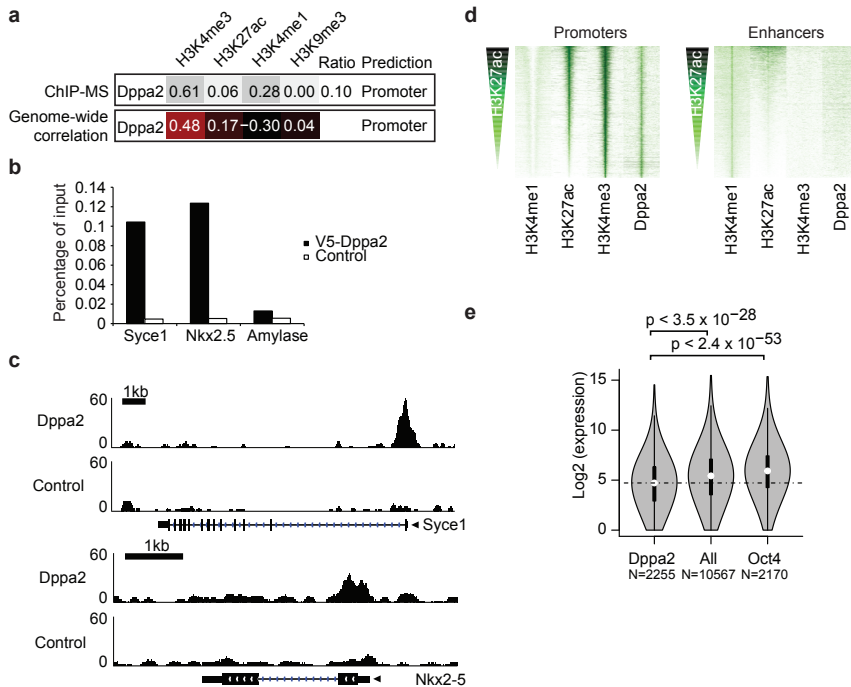 a
H3K4me3 H3K27ac H3K4me1 H3K9me3 Ratio Prediction
ChIP-MS Dppa2 0.61 0.06 0.28 0.00 0.10 Promoter
Genome-wide correlation Dppa2 0.48 0.17 −0.30 0.04 Promoter
b
Percentage of input
0.14
0.12
0.1
0.08
0.06
0.04
0.02
0
Syce1 Nkx2.5 Amylase
V5-Dppa2
Control
c
1kb
Dppa2 60 0
Control 60 0
Syce1
1kb
Dppa2 60 0
Control 60 0
Nkx2-5
d
Promoters
H3K27ac
H3K4me1 H3K27ac H3K4me3 Dppa2
Enhancers
H3K27ac
H3K4me1 H3K27ac H3K4me3 Dppa2
e
p < 3.5 x 10−28
p < 2.4 x 10−53
Log2 (expression)
15
10
5
0
Dppa2 All Oct4
N=2255 N=10567 N=2170